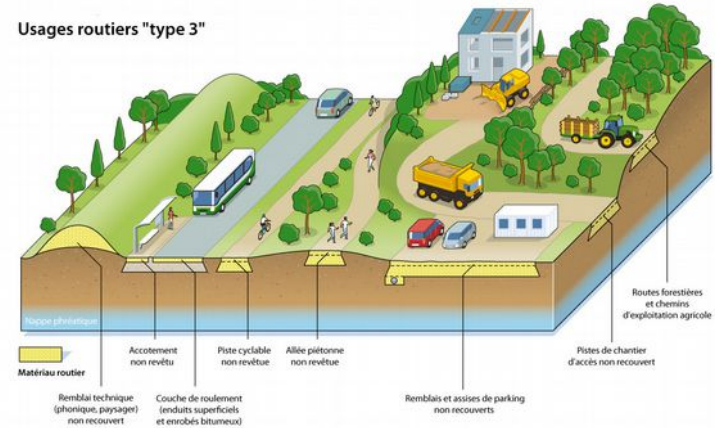 Usages routiers "type 3"
Nappe phréatique
Matériau routier
Remblai technique
(phonique, paysager)
non recouvert
Accotement
non revêtu
Couche de roulement
(enduits superficiels
et enrobés bitumeux)
Piste cyclable
non revêtue
Allée piétonne
non revêtue
Remblais et assises de parking
non recouverts
Pistes de chantier
d'accès non recouvert
Routes forestières
et chemins
d'exploitation agricole